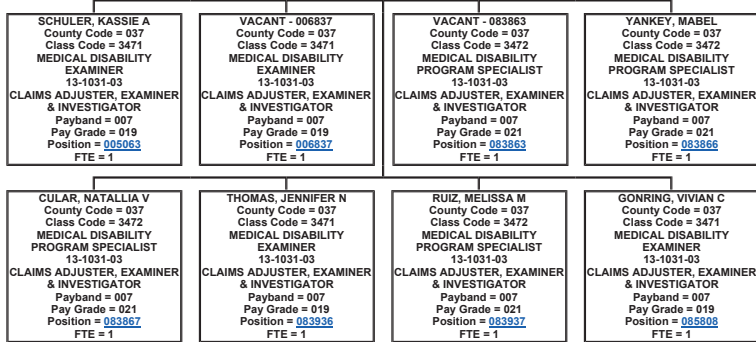 SCHULER, KASSIE A
County Code = 037
Class Code = 3471
MEDICAL DISABILITY
EXAMINER
13-1031-03
CLAIMS ADJUSTER, EXAMINER
& INVESTIGATOR
Payband = 007
Pay Grade = 019
Position = 005063
FTE = 1
VACANT - 006837
County Code = 037
Class Code = 3471
MEDICAL DISABILITY
EXAMINER
13-1031-03
CLAIMS ADJUSTER, EXAMINER
& INVESTIGATOR
Payband = 007
Pay Grade = 019
Position = 006837
FTE = 1
VACANT - 083863
County Code = 037
Class Code = 3472
MEDICAL DISABILITY
PROGRAM SPECIALIST
13-1031-03
CLAIMS ADJUSTER, EXAMINER
& INVESTIGATOR
Payband = 007
Pay Grade = 021
Position = 083863
FTE = 1
YANKEY, MABEL
County Code = 037
Class Code = 3472
MEDICAL DISABILITY
PROGRAM SPECIALIST
13-1031-03
CLAIMS ADJUSTER, EXAMINER
& INVESTIGATOR
Payband = 007
Pay Grade = 021
Position = 083866
FTE = 1
CULAR, NATALLIA V
County Code = 037
Class Code = 3472
MEDICAL DISABILITY
PROGRAM SPECIALIST
13-1031-03
CLAIMS ADJUSTER, EXAMINER
& INVESTIGATOR
Payband = 007
Pay Grade = 021
Position = 083867
FTE = 1
THOMAS, JENNIFER N
County Code = 037
Class Code = 3471
MEDICAL DISABILITY
EXAMINER
13-1031-03
CLAIMS ADJUSTER, EXAMINER
& INVESTIGATOR
Payband = 007
Pay Grade = 019
Position = 083936
FTE = 1
RUIZ, MELISSA M
County Code = 037
Class Code = 3472
MEDICAL DISABILITY
PROGRAM SPECIALIST
13-1031-03
CLAIMS ADJUSTER, EXAMINER
& INVESTIGATOR
Payband = 007
Pay Grade = 021
Position = 083937
FTE = 1
GONRING, VIVIAN C
County Code = 037
Class Code = 3471
MEDICAL DISABILITY
EXAMINER
13-1031-03
CLAIMS ADJUSTER, EXAMINER
& INVESTIGATOR
Payband = 007
Pay Grade = 019
Position = 085808
FTE = 1